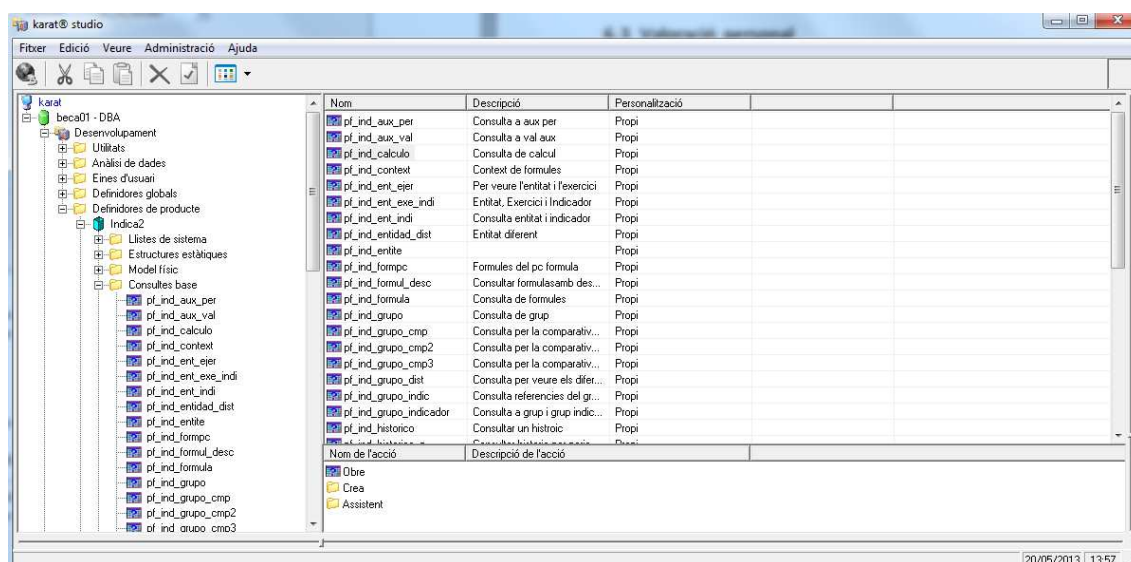 karat® studio
6.3 Valoració personal
Fitxer Edició Veure Administració Ajuda
karat
beca01 - DBA
Desenvolupament
Utilitats
Anàlisi de dades
Eines d'usuari
Definidores globals
Definidores de producte
Indica2
Llistes de sistema
Estructures estàtiques
Model físic
Consultes base
pf_ind_aux_per
pf_ind_aux_val
pf_ind_calculo
pf_ind_context
pf_ind_ent_ejer
pf_ind_ent_exe_indi
pf_ind_ent_indi
pf_ind_entidad_dist
pf_ind_entite
pf_ind_formpc
pf_ind_formul_desc
pf_ind_formula
pf_ind_grupo
pf_ind_grupo_cmp
pf_ind_grupo_cmp2
pf_ind_grupo_cmp3
Nom Descripció Personalització
pf_ind_aux_per Consulta a aux per Propi
pf_ind_aux_val Consulta a val aux Propi
pf_ind_calculo Consulta de calcul Propi
pf_ind_context Context de formules Propi
pf_ind_ent_ejer Per veure l'entitat i l'exercici Propi
pf_ind_ent_exe_indi Entitat, Exercici i Indicador Propi
pf_ind_ent_indi Consulta entitat i indicador Propi
pf_ind_entidad_dist Entitat diferent Propi
pf_ind_entite Propi
pf_ind_formpc Formules del pc formula Propi
pf_ind_formul_desc Consultar formulasamb des... Propi
pf_ind_formula Consulta de formules Propi
pf_ind_grupo Consulta de grup Propi
pf_ind_grupo_cmp Consulta per la comparativ... Propi
pf_ind_grupo_cmp2 Consulta per la comparativ... Propi
pf_ind_grupo_cmp3 Consulta per la comparativ... Propi
pf_ind_grupo_dist Consulta per veure els difer... Propi
pf_ind_grupo_indic Consulta referencies del gr... Propi
pf_ind_grupo_indicador Consulta a grup i grup indic... Propi
pf_ind_historico Consultar un histroic Propi
Nom de l'acció Descripció de l'acció
Obre
Crea
Assistent
20/05/2013 13:57